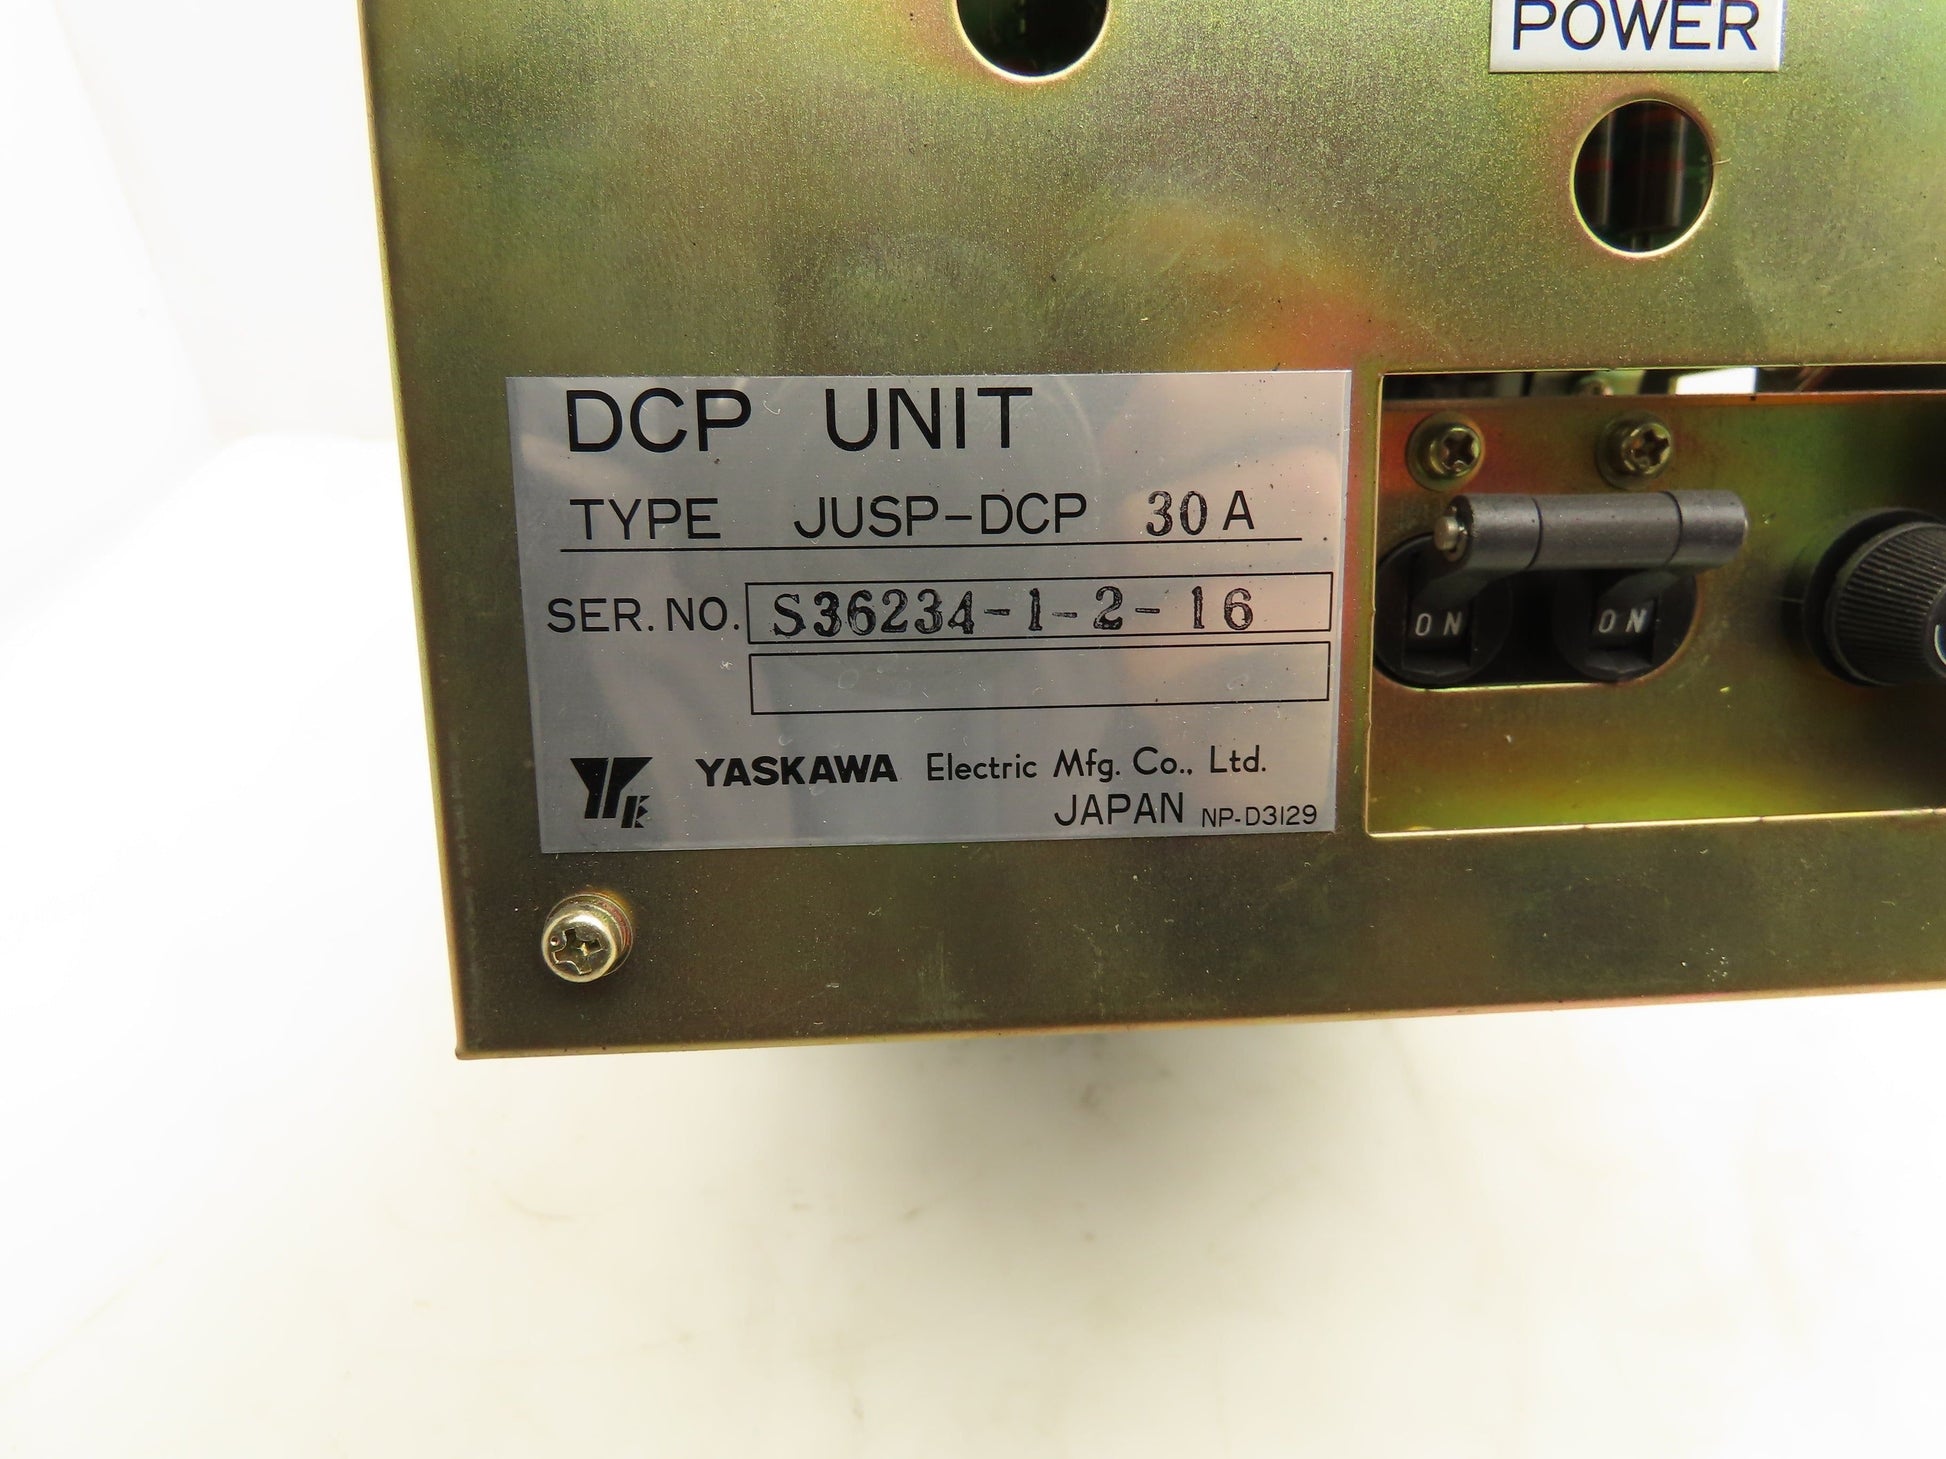 POWER
DCP UNIT
TYPE JUSP-DCP 30A
SER. NO. S36234-1-2-16
ON ON
YK YASKAWA Electric Mfg. Co., Ltd.
JAPAN NP-D3129